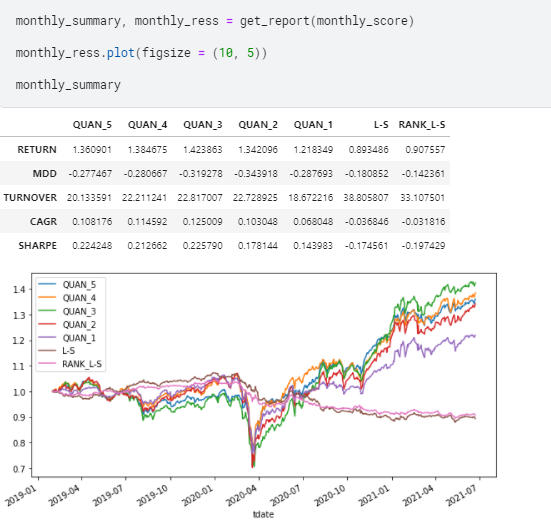 monthly_summary, monthly_ress = get_report(monthly_score)
monthly_ress.plot(figsize = (10, 5))
monthly_summary
QUAN_5 QUAN_4 QUAN_3 QUAN_2 QUAN_1 L-S RANK_L-S
RETURN 1.360901 1.384675 1.423863 1.342096 1.218349 0.893486 0.907557
MDD -0.277467 -0.280667 -0.319278 -0.343918 -0.287693 -0.180852 -0.142361
TURNOVER 20.133591 22.211241 22.817007 22.728925 18.672216 38.805807 33.107501
CAGR 0.108176 0.114592 0.125009 0.103048 0.068048 -0.036846 -0.031816
SHARPE 0.224248 0.212662 0.225790 0.178144 0.143983 -0.174561 -0.197429
QUAN_5
QUAN_4
QUAN_3
QUAN_2
QUAN_1
L-S
RANK_L-S
1.4
1.3
1.2
1.1
1.0
0.9
0.8
0.7
2019-01 2019-04 2019-07 2019-10 2020-01 2020-04 2020-07 2020-10 2021-01 2021-04 2021-07
tdate